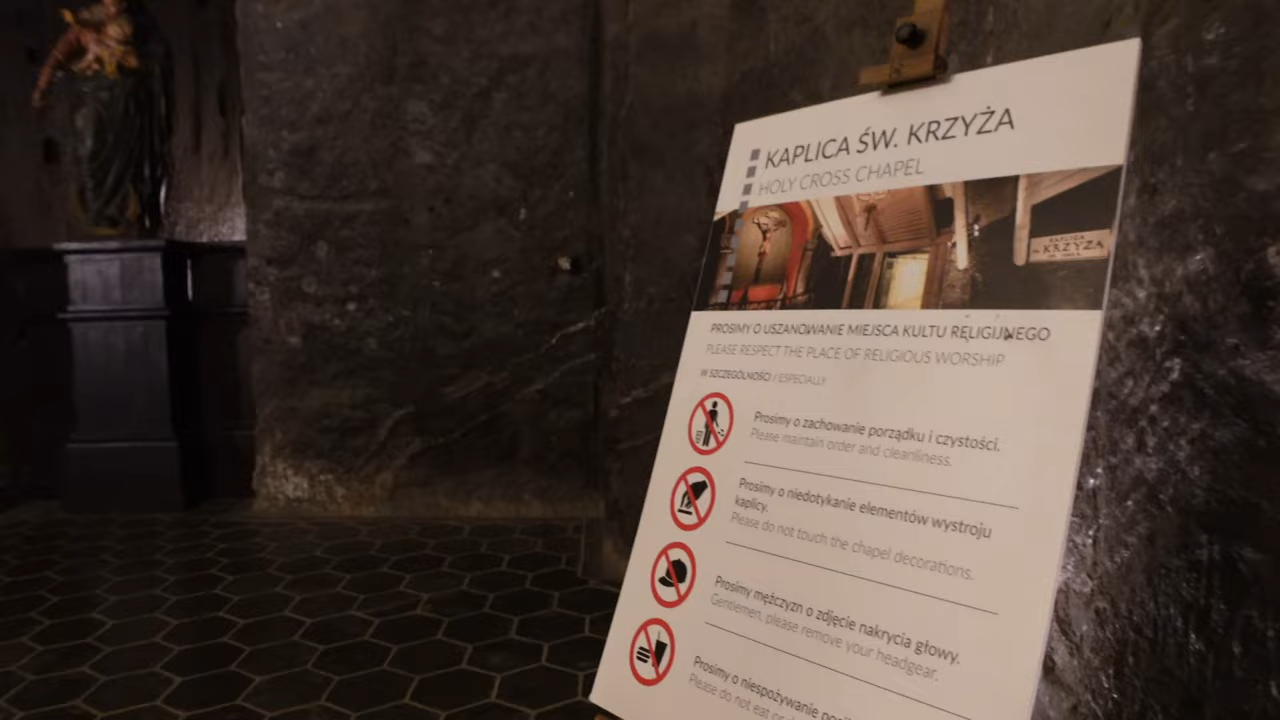 KAPLICA ŚW. KRZYŻA
HOLY CROSS CHAPEL
KAPLICA
św. KRZYŻA
PROSIMY O USZANOWANIE MIEJSCA KULTU RELIGIJNEGO
PLEASE RESPECT THE PLACE OF RELIGIOUS WORSHIP
W SZCZEGÓLNOŚCI / ESPECIALLY
Prosimy o zachowanie porządku i czystości.
Please maintain order and cleanliness.
Prosimy o niedotykanie elementów wystroju
kaplicy.
Please do not touch the chapel decorations.
Prosimy mężczyzn o zdjęcie nakrycia głowy.
Gentlemen, please remove your headgear.
Prosimy o niespożywanie
Please do not eat